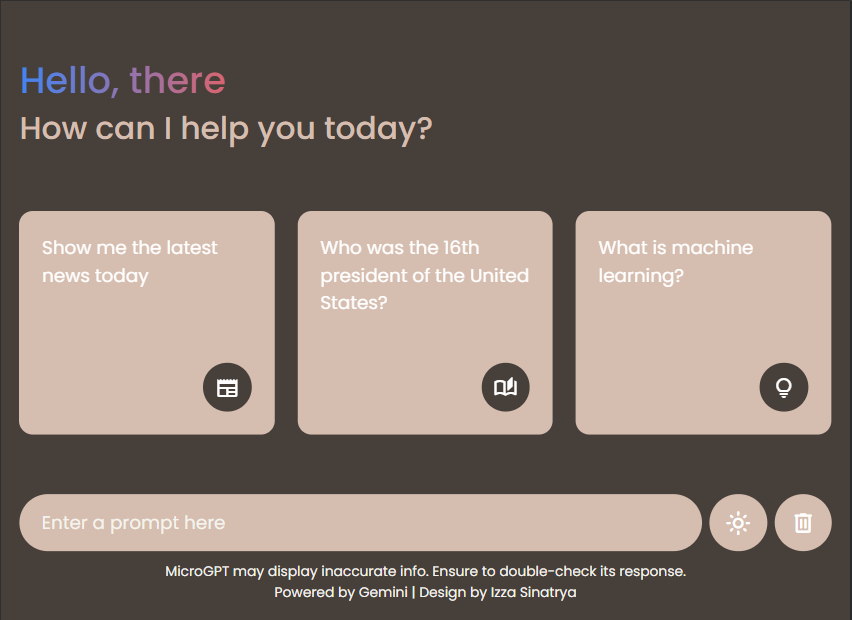 Hello, there
How can I help you today?
Show me the latest
news today
Who was the 16th
president of the United
States?
What is machine
learning?
Enter a prompt here
MicroGPT may display inaccurate info. Ensure to double-check its response.
Powered by Gemini | Design by Izza Sinatrya